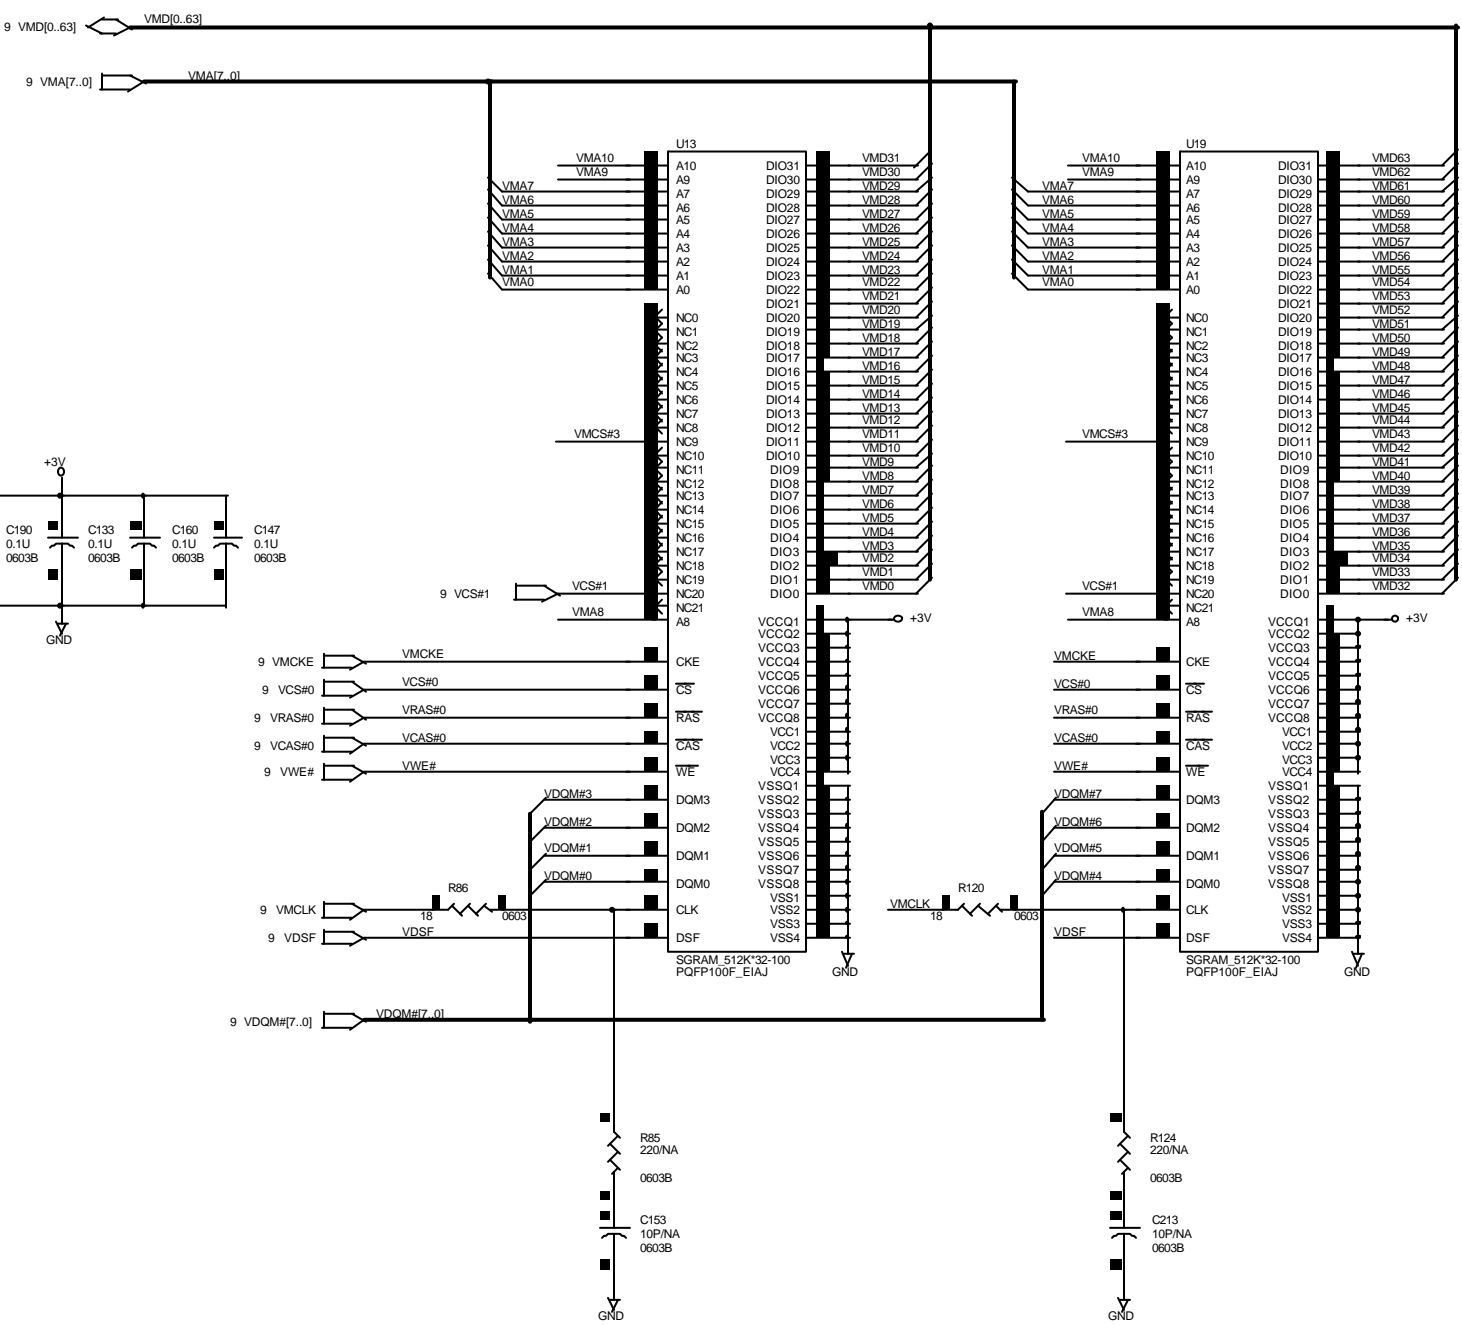 9 VMD[0..63]
VMD[0..63]
9 VMA[7..0]
VMA[7..0]
U13
VMA10
VMA9
VMA7
VMA6
VMA5
VMA4
VMA3
VMA2
VMA1
VMA0
VMCS#3
9 VCS#1
VCS#1
VMA8
A10
A9
A7
A6
A5
A4
A3
A2
A1
A0
NC0
NC1
NC2
NC3
NC4
NC5
NC6
NC7
NC8
NC9
NC10
NC11
NC12
NC13
NC14
NC15
NC16
NC17
NC18
NC19
NC20
NC21
A8
CKE
CS
RAS
CAS
WE
DQM3
DQM2
DQM1
DQM0
CLK
DSF
DIO31
DIO30
DIO29
DIO28
DIO27
DIO26
DIO25
DIO24
DIO23
DIO22
DIO21
DIO20
DIO19
DIO18
DIO17
DIO16
DIO15
DIO14
DIO13
DIO12
DIO11
DIO10
DIO9
DIO8
DIO7
DIO6
DIO5
DIO4
DIO3
DIO2
DIO1
DIO0
VCCQ1
VCCQ2
VCCQ3
VCCQ4
VCCQ5
VCCQ6
VCCQ7
VCCQ8
VCC1
VCC2
VCC3
VCC4
VSSQ1
VSSQ2
VSSQ3
VSSQ4
VSSQ5
VSSQ6
VSSQ7
VSSQ8
VSS1
VSS2
VSS3
VSS4
VMD31
VMD30
VMD29
VMD28
VMD27
VMD26
VMD25
VMD24
VMD23
VMD22
VMD21
VMD20
VMD19
VMD18
VMD17
VMD16
VMD15
VMD14
VMD13
VMD12
VMD11
VMD10
VMD9
VMD8
VMD7
VMD6
VMD5
VMD4
VMD3
VMD2
VMD1
VMD0
+3V
GND
SGRAM_512K*32-100
PQFP100F_EIAJ
U19
VMA10
VMA9
VMA7
VMA6
VMA5
VMA4
VMA3
VMA2
VMA1
VMA0
VMCS#3
VCS#1
VMA8
VMCKE
VCS#0
VRAS#0
VCAS#0
VWE#
VDQM#7
VDQM#6
VDQM#5
VDQM#4
VMCLK
R120
18
0603
VDSF
A10
A9
A7
A6
A5
A4
A3
A2
A1
A0
NC0
NC1
NC2
NC3
NC4
NC5
NC6
NC7
NC8
NC9
NC10
NC11
NC12
NC13
NC14
NC15
NC16
NC17
NC18
NC19
NC20
NC21
A8
CKE
CS
RAS
CAS
WE
DQM3
DQM2
DQM1
DQM0
CLK
DSF
DIO31
DIO30
DIO29
DIO28
DIO27
DIO26
DIO25
DIO24
DIO23
DIO22
DIO21
DIO20
DIO19
DIO18
DIO17
DIO16
DIO15
DIO14
DIO13
DIO12
DIO11
DIO10
DIO9
DIO8
DIO7
DIO6
DIO5
DIO4
DIO3
DIO2
DIO1
DIO0
VCCQ1
VCCQ2
VCCQ3
VCCQ4
VCCQ5
VCCQ6
VCCQ7
VCCQ8
VCC1
VCC2
VCC3
VCC4
VSSQ1
VSSQ2
VSSQ3
VSSQ4
VSSQ5
VSSQ6
VSSQ7
VSSQ8
VSS1
VSS2
VSS3
VSS4
VMD63
VMD62
VMD61
VMD60
VMD59
VMD58
VMD57
VMD56
VMD55
VMD54
VMD53
VMD52
VMD51
VMD50
VMD49
VMD48
VMD47
VMD46
VMD45
VMD44
VMD43
VMD42
VMD41
VMD40
VMD39
VMD38
VMD37
VMD36
VMD35
VMD34
VMD33
VMD32
+3V
GND
SGRAM_512K*32-100
PQFP100F_EIAJ
+3V
C190
0.1U
0603B
C133
0.1U
0603B
C160
0.1U
0603B
C147
0.1U
0603B
GND
9 VMCKE
VMCKE
9 VCS#0
VCS#0
9 VRAS#0
VRAS#0
9 VCAS#0
VCAS#0
9 VWE#
VWE#
VDQM#3
VDQM#2
VDQM#1
VDQM#0
9 VMCLK
R86
18
0603
9 VDSF
VDSF
9 VDQM#[7..0]
VDQM#[7..0]
R85
220/NA
0603B
C153
10P/NA
0603B
GND
R124
220/NA
0603B
C213
10P/NA
0603B
GND